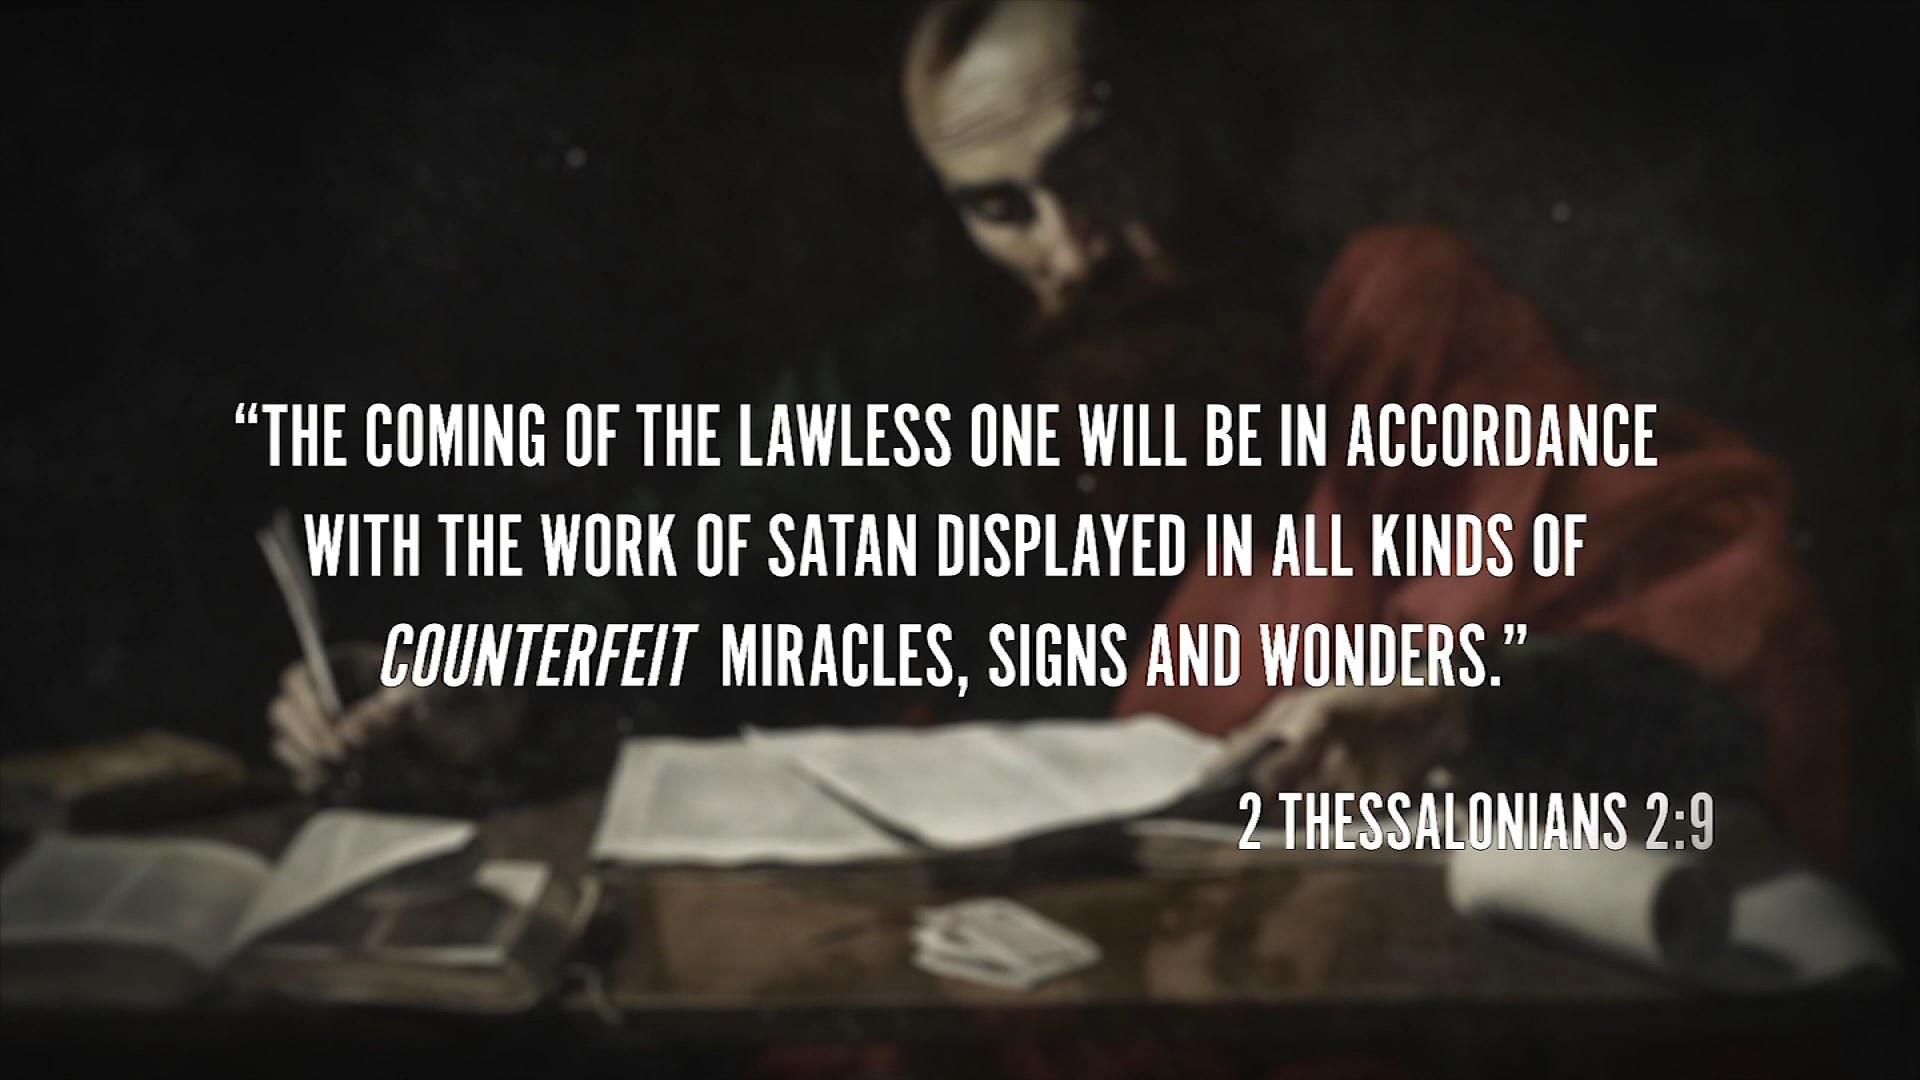 “THE COMING OF THE LAWLESS ONE WILL BE IN ACCORDANCE
WITH THE WORK OF SATAN DISPLAYED IN ALL KINDS OF
COUNTERFEIT MIRACLES, SIGNS AND WONDERS.”
2 THESSALONIANS 2:9